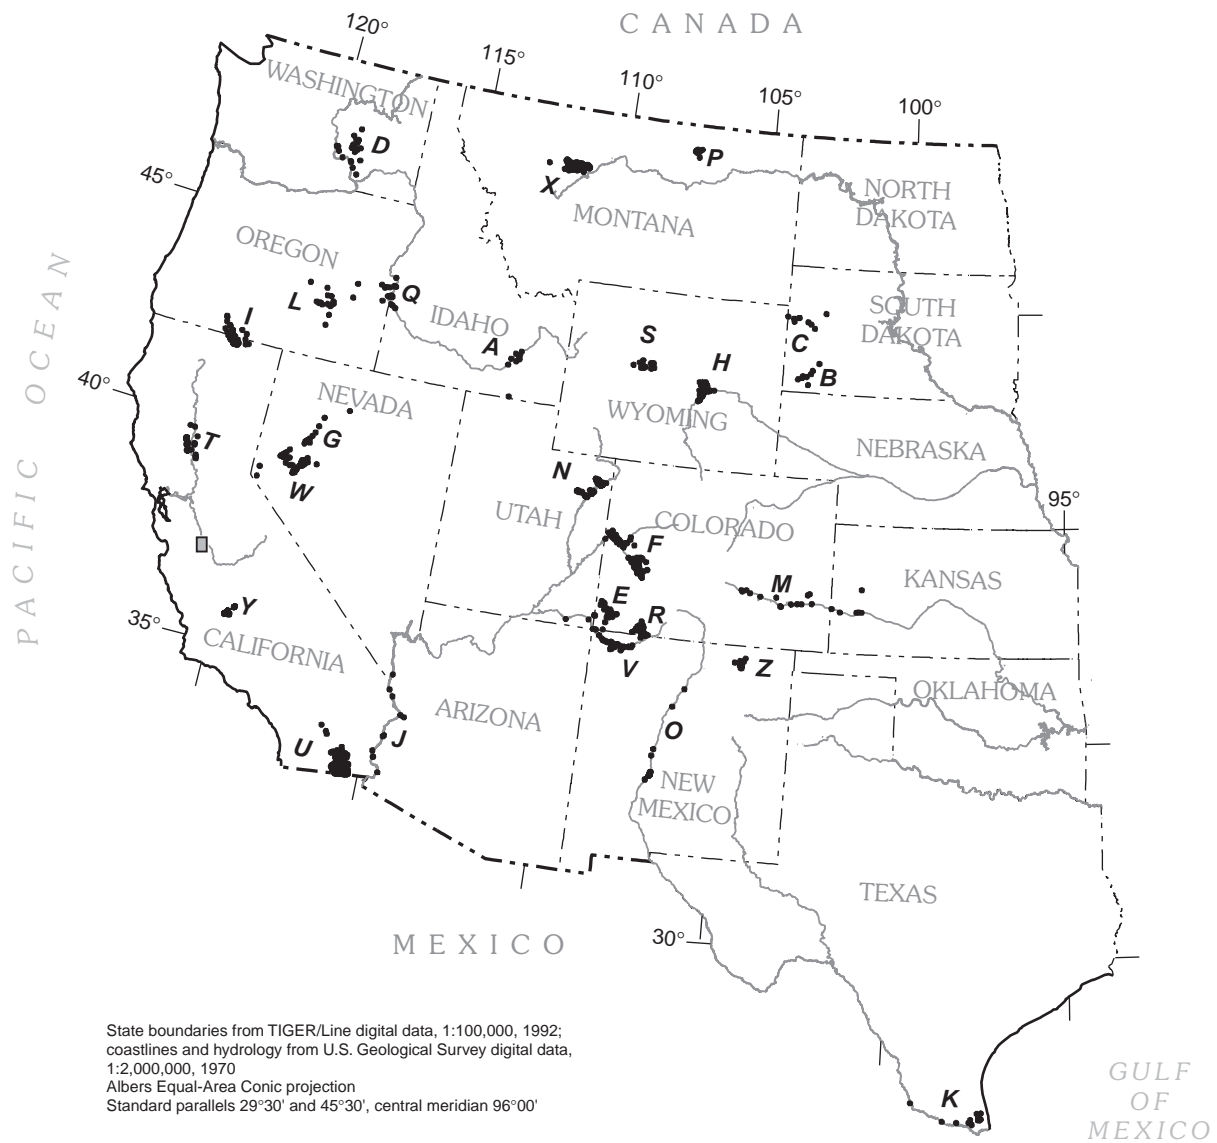 CANADA
120°
115°
110°
105°
100°
WASHINGTON
D
P
X
45°
NORTH
DAKOTA
MONTANA
OREGON
PACIFIC OCEAN
L
Q
I
IDAHO
SOUTH
DAKOTA
A
S
C
H
B
40°
NEVADA
WYOMING
T
G
NEBRASKA
W
N
95°
UTAH
COLORADO
F
KANSAS
M
Y
E
R
35°
CALIFORNIA
V
Z
OKLAHOMA
ARIZONA
O
J
U
NEW
MEXICO
TEXAS
30°
MEXICO
State boundaries from TIGER/Line digital data, 1:100,000, 1992;
coastlines and hydrology from U.S. Geological Survey digital data,
1:2,000,000, 1970
Albers Equal-Area Conic projection
Standard parallels 29°30' and 45°30', central meridian 96°00'
K
GULF
OF
MEXICO